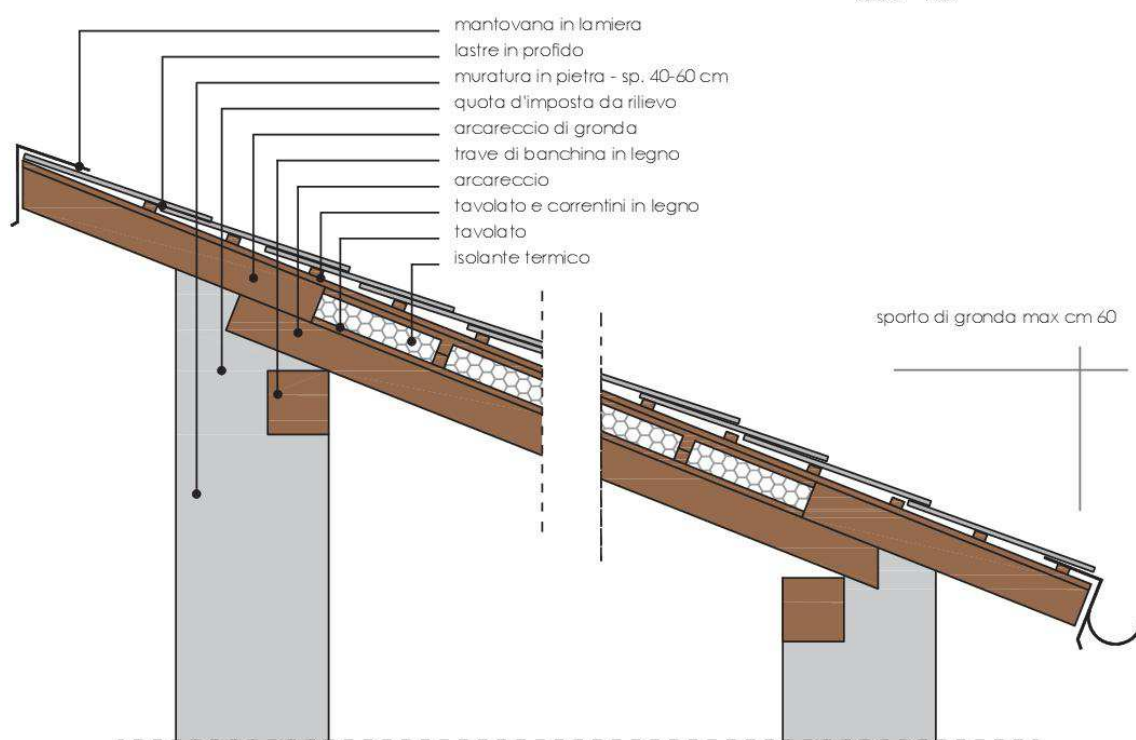 mantovana in lamiera
lastre in profido
muratura in pietra - sp. 40-60 cm
quota d'imposta da rilievo
arcareccio di gronda
trave di banchina in legno
arcareccio
tavolato e correntini in legno
tavolato
isolante termico
sporto di gronda max cm 60